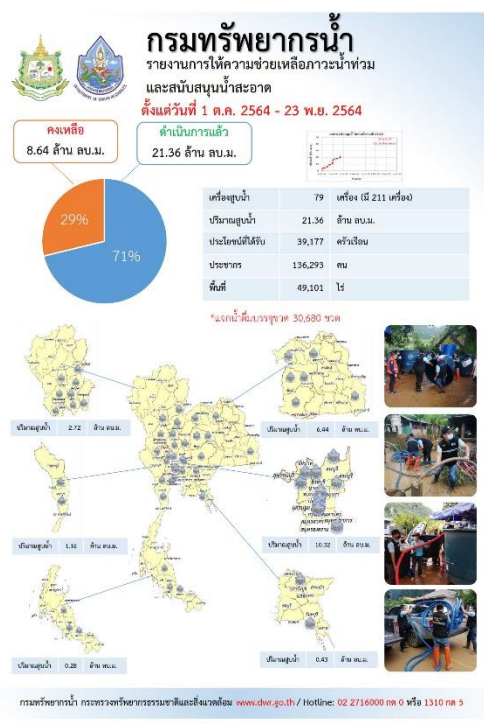 กรมทรัพยากรน้ำ
รายงานการให้ความช่วยเหลือภาวะน้ำท่วม
และสนับสนุนน้ำสะอาด
ตั้งแต่วันที่ 1 ต.ค. 2564 - 23 พ.ย. 2564
คงเหลือ
8.64 ล้าน ลบ.ม.
ดำเนินการแล้ว
21.36 ล้าน ลบ.ม.
29%
71%
เครื่องสูบน้ำ 79 เครื่อง (มี 211 เครื่อง)
ปริมาณสูบน้ำ 21.36 ล้าน ลบ.ม.
ประโยชน์ที่ได้รับ 39,177 ครัวเรือน
ประชากร 136,293 คน
พื้นที่ 49,101 ไร่
*แจกน้ำดื่มบรรจุขวด 30,680 ขวด
ปริมาณสูบน้ำ 2.72 ล้าน ลบ.ม.
ปริมาณสูบน้ำ 6.44 ล้าน ลบ.ม.
ปริมาณสูบน้ำ ล้าน ลบ.ม.
ปริมาณสูบน้ำ 10.32 ล้าน ลบ.ม.
ปริมาณสูบน้ำ 0.28 ล้าน ลบ.ม.
ปริมาณสูบน้ำ 0.43 ล้าน ลบ.ม.
กรมทรัพยากรน้ำ กระทรวงทรัพยากรธรรมชาติและสิ่งแวดล้อม www.dwr.go.th / Hotline: 02 2716000 กด 0 หรือ 1310 กด 5